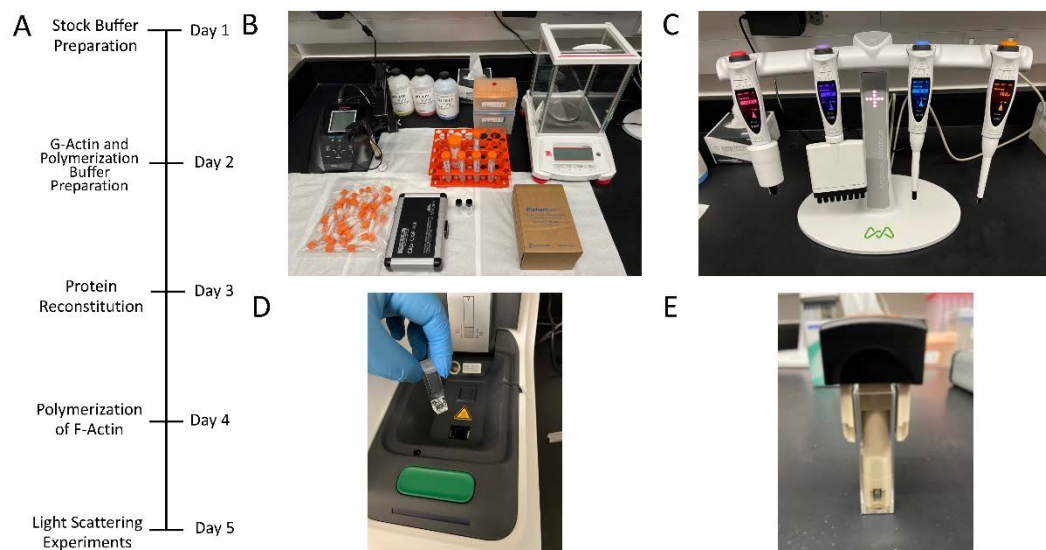 A
Stock Buffer
Preparation
Day 1
G-Actin and
Polymerization
Buffer
Preparation
Day 2
Protein
Reconstitution
Day 3
Polymerization
of F-Actin
Day 4
Light Scattering
Experiments
Day 5
B
C
D
E